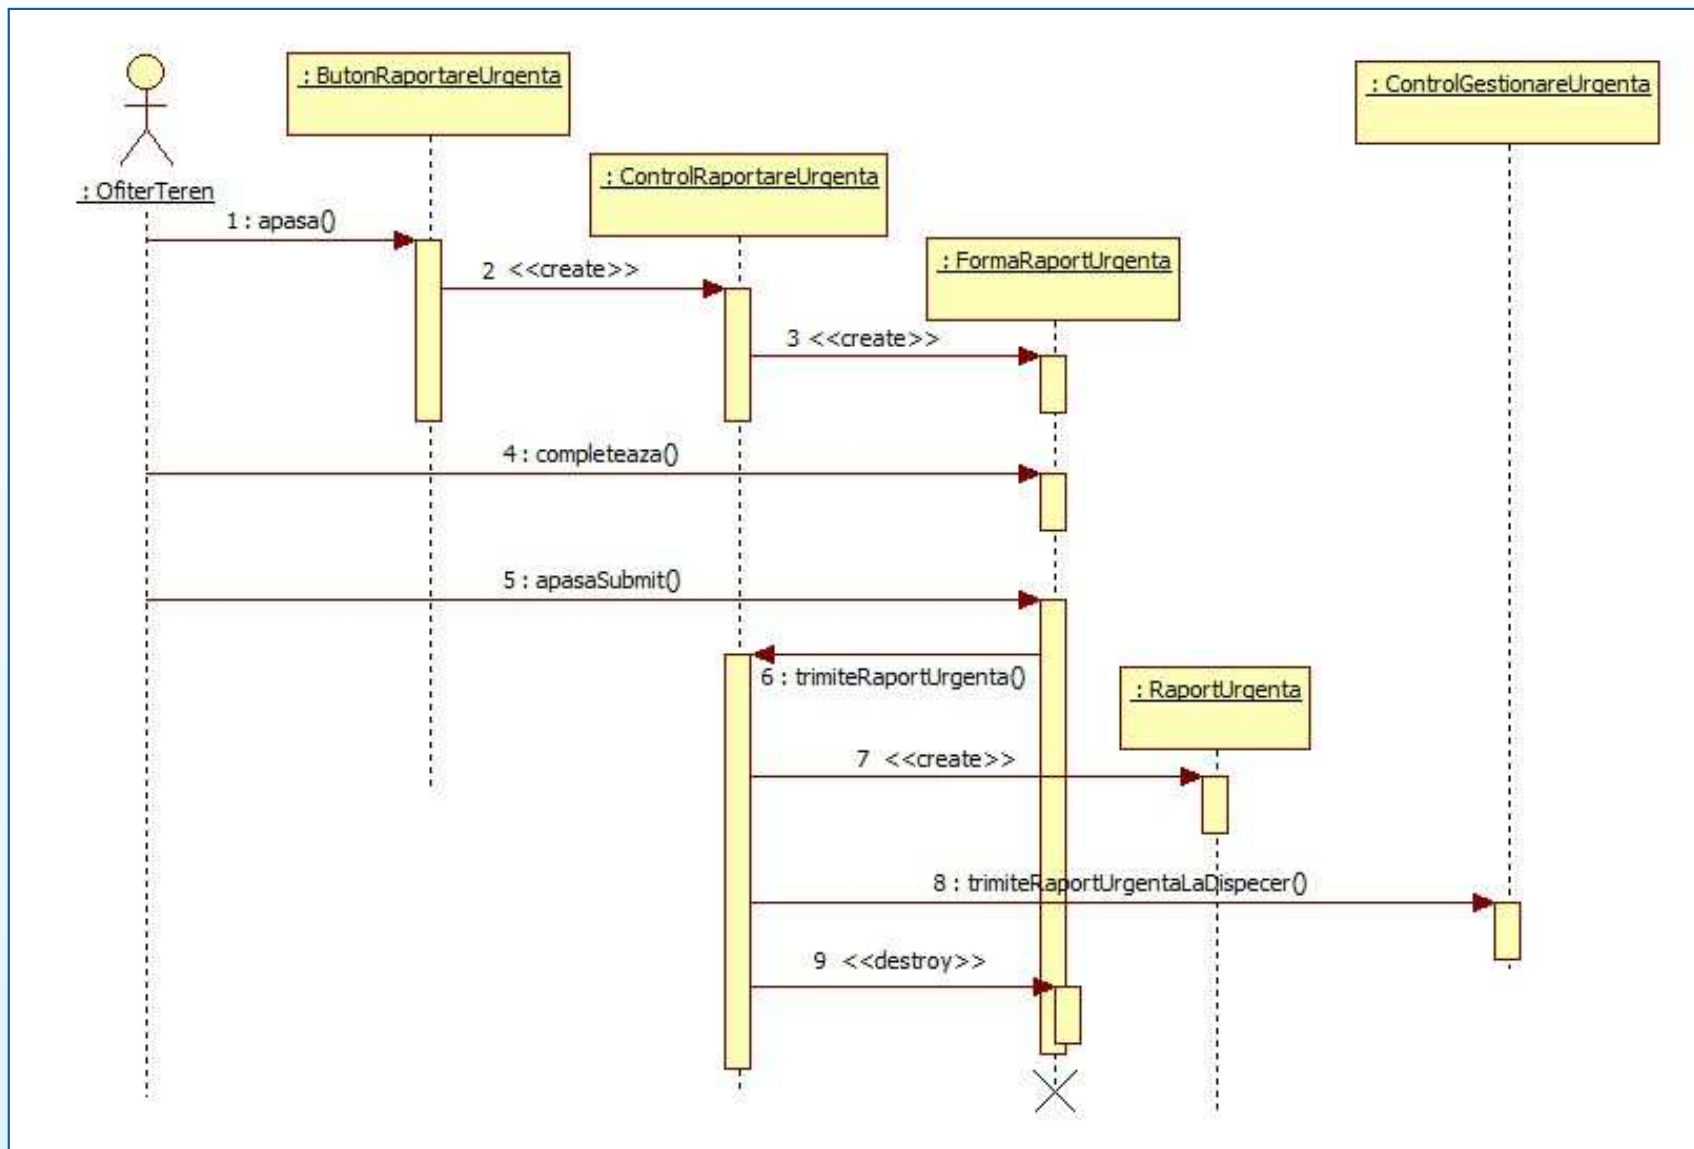 : ButonRaportareUrgenta
: ControlGestionareUrgenta
: ControlRaportareUrgenta
: OfiterTeren
1 : apasa()
: FormaRaportUrgenta
2 <<create>>
3 <<create>>
4 : completeaza()
5 : apasaSubmit()
6 : trimiteRaportUrgenta()
: RaportUrgenta
7 <<create>>
8 : trimiteRaportUrgentaLaDispecer()
9 <<destroy>>